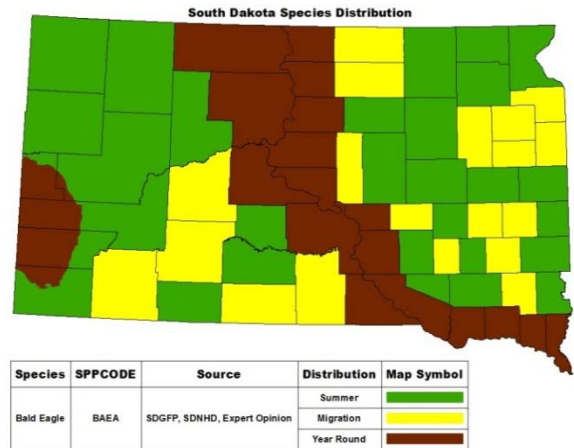 South Dakota Species Distribution
Species SPPCODE Source Distribution Map Symbol
Bald Eagle BAEA SDGFP, SDNHD, Expert Opinion Summer
Migration
Year Round